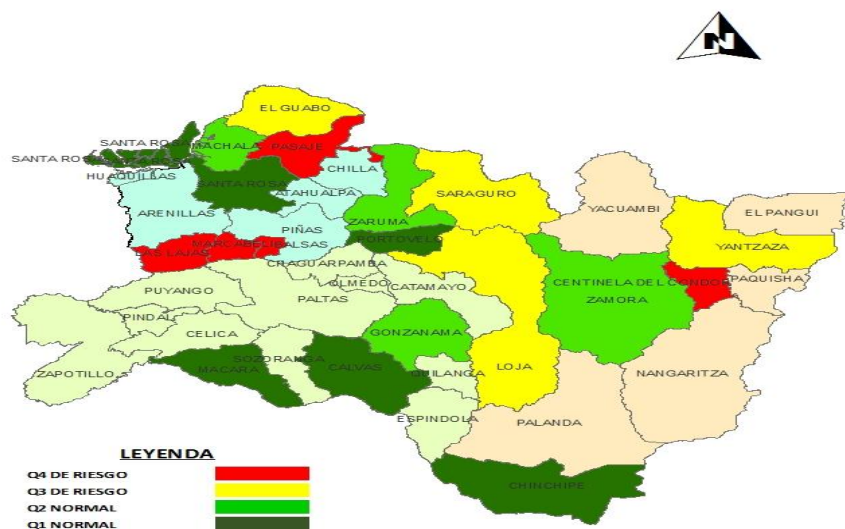 N
EL GUABO
SANTA ROSA
MACHALA
PASAJE
SANTA ROSA
HUAQUILLAS
CHILLA
SANTA ROSA
ATAHUALPA
SARAGURO
YACUAMBI
EL PANGUI
ARENILLAS
ZARUMA
PIÑAS
PORTOVELO
YANTZAZA
MARCABELI
BALSAS
LAS LAJAS
CRAGUARPAMBA
CENTINELA DEL CONDOR
PAQUISHA
PUYANGO
OLMEDO
CATAMAYO
ZAMORA
PALTAS
PINDAL
CELICA
GONZANAMA
SOZORANGA
ZAPOTILLO
MACARA
CALVAS
QUILANGA
LOJA
NANGARITZA
ESPINDOLA
PALANDA
CHINCHIPE
LEYENDA
Q4 DE RIESGO
Q3 DE RIESGO
Q2 NORMAL
Q1 NORMAL